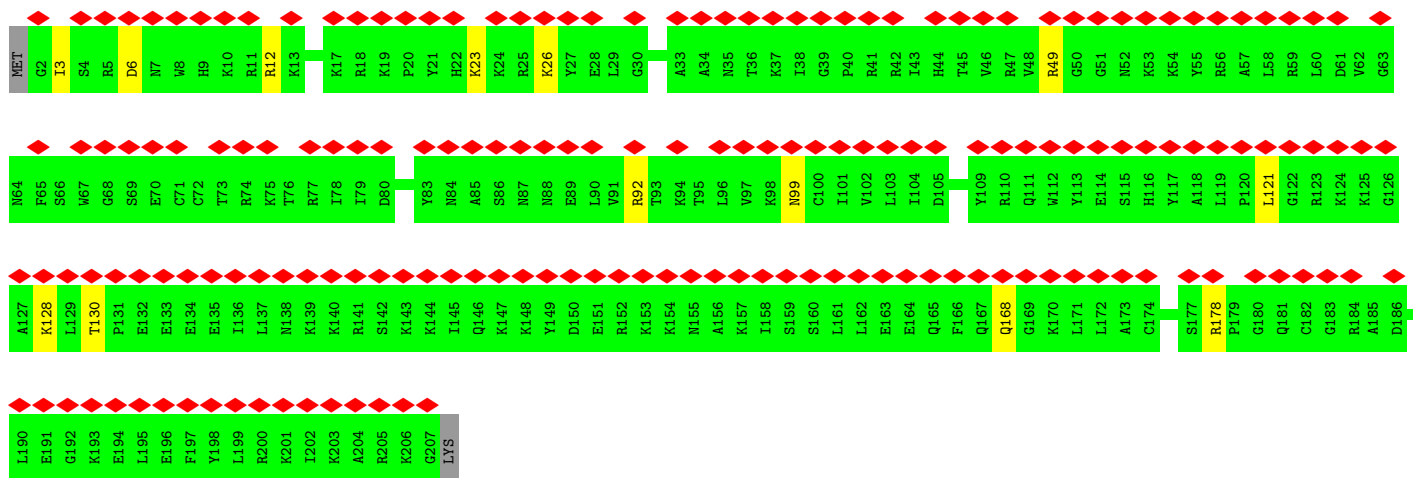 MET G2 I3 S4 R5 D6 N7 W8 H9 K10 R11 R12 K13 K17 R18 K19 P20 Y21 H22 K23 K24 R25 K26 Y27 E28 L29 G30 A33 A34 N35 T36 K37 I38 G39 P40 R41 R42 I43 H44 T45 V46 R47 V48 R49 G50 G51 N52 K53 K54 Y55 R56 A57 L58 R59 L60 D61 V62 G63
N64 F65 S66 W67 G68 S69 E70 C71 C72 T73 R74 K75 T76 R77 I78 I79 D80 Y83 N84 A85 S86 N87 N88 E89 L90 V91 R92 T93 K94 T95 L96 V97 K98 N99 C100 I101 V102 L103 I104 D105 Y109 R110 Q111 W112 Y113 E114 S115 H116 Y117 A118 L119 P120 L121 G122 R123 K124 K125 G126
A127 K128 L129 T130 P131 E132 E133 E134 E135 I136 L137 N138 K139 K140 R141 S142 K143 K144 I145 Q146 K147 K148 Y149 D150 E151 R152 K153 K154 N155 A156 K157 I158 S159 S160 L161 L162 E163 E164 Q165 F166 Q167 Q168 G169 K170 L171 L172 A173 C174 S177 R178 P179 G180 Q181 C182 G183 R184 A185 D186
L190 E191 G192 K193 E194 L195 E196 F197 Y198 L199 R200 K201 I202 K203 A204 R205 K206 G207 LYS